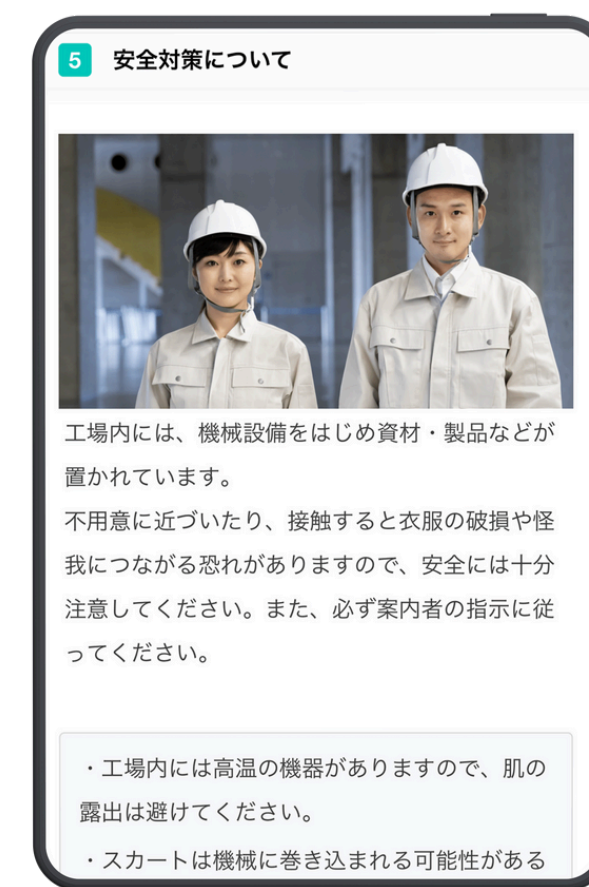 5 安全対策について
工場内には、機械設備をはじめ資材・製品などが
置かれています。
不用意に近づいたり、接触すると衣服の破損や怪
我につながる恐れがありますので、安全には十分
注意してください。また、必ず案内者の指示に従
ってください。
・工場内には高温の機器がありますので、肌の
露出は避けてください。
・スカートは機械に巻き込まれる可能性がある